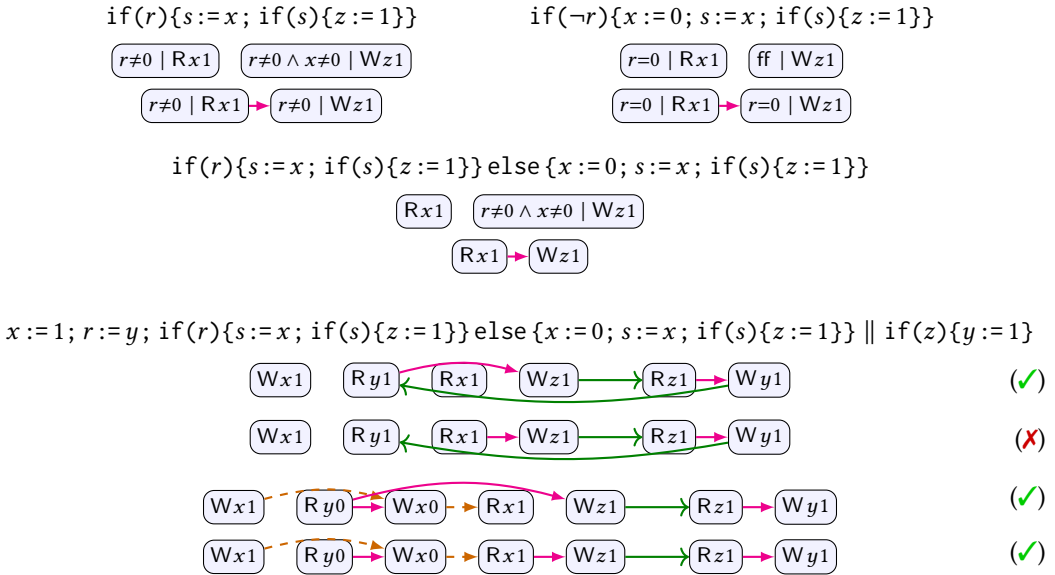 if(r){s:=x; if(s){z:=1}} if(¬r){x:=0; s:=x; if(s){z:=1}}
r≠0 | Rx1 r≠0 ∧ x≠0 | Wz1 r=0 | Rx1 ff | Wz1
r≠0 | Rx1 r≠0 | Wz1 r=0 | Rx1 r=0 | Wz1
if(r){s:=x; if(s){z:=1}} else {x:=0; s:=x; if(s){z:=1}}
Rx1 r≠0 ∧ x≠0 | Wz1
Rx1 Wz1
x:=1; r:=y; if(r){s:=x; if(s){z:=1}} else {x:=0; s:=x; if(s){z:=1}} ∥ if(z){y:=1}
Wx1 Ry1 Rx1 Wz1 Rz1 Wy1 (✓)
Wx1 Ry1 Rx1 Wz1 Rz1 Wy1 (✗)
Wx1 Ry0 Wx0 Rx1 Wz1 Rz1 Wy1 (✓)
Wx1 Ry0 Wx0 Rx1 Wz1 Rz1 Wy1 (✓)